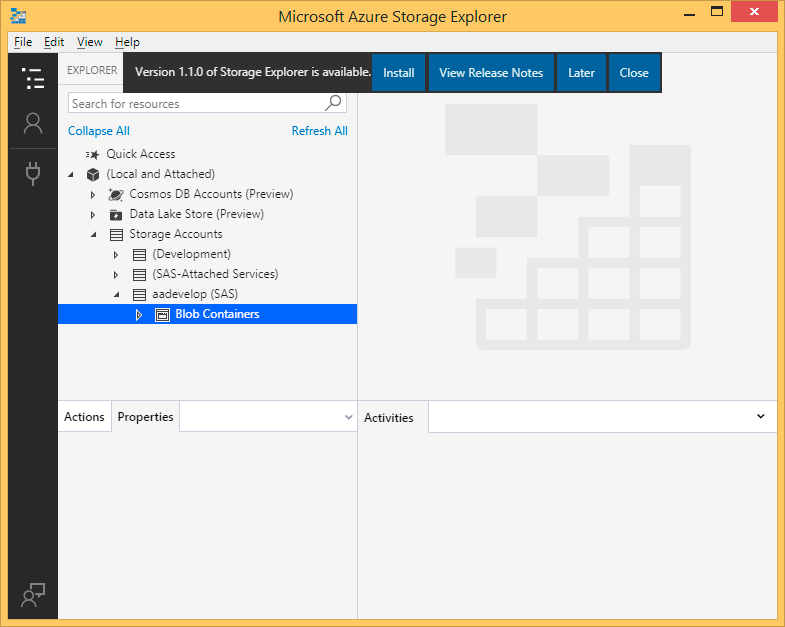 Microsoft Azure Storage Explorer
File Edit View Help
EXPLORER
Version 1.1.0 of Storage Explorer is available. Install View Release Notes Later Close
Search for resources
Collapse All Refresh All
Quick Access
(Local and Attached)
Cosmos DB Accounts (Preview)
Data Lake Store (Preview)
Storage Accounts
(Development)
(SAS-Attached Services)
aadevelop (SAS)
Blob Containers
Actions Properties
Activities